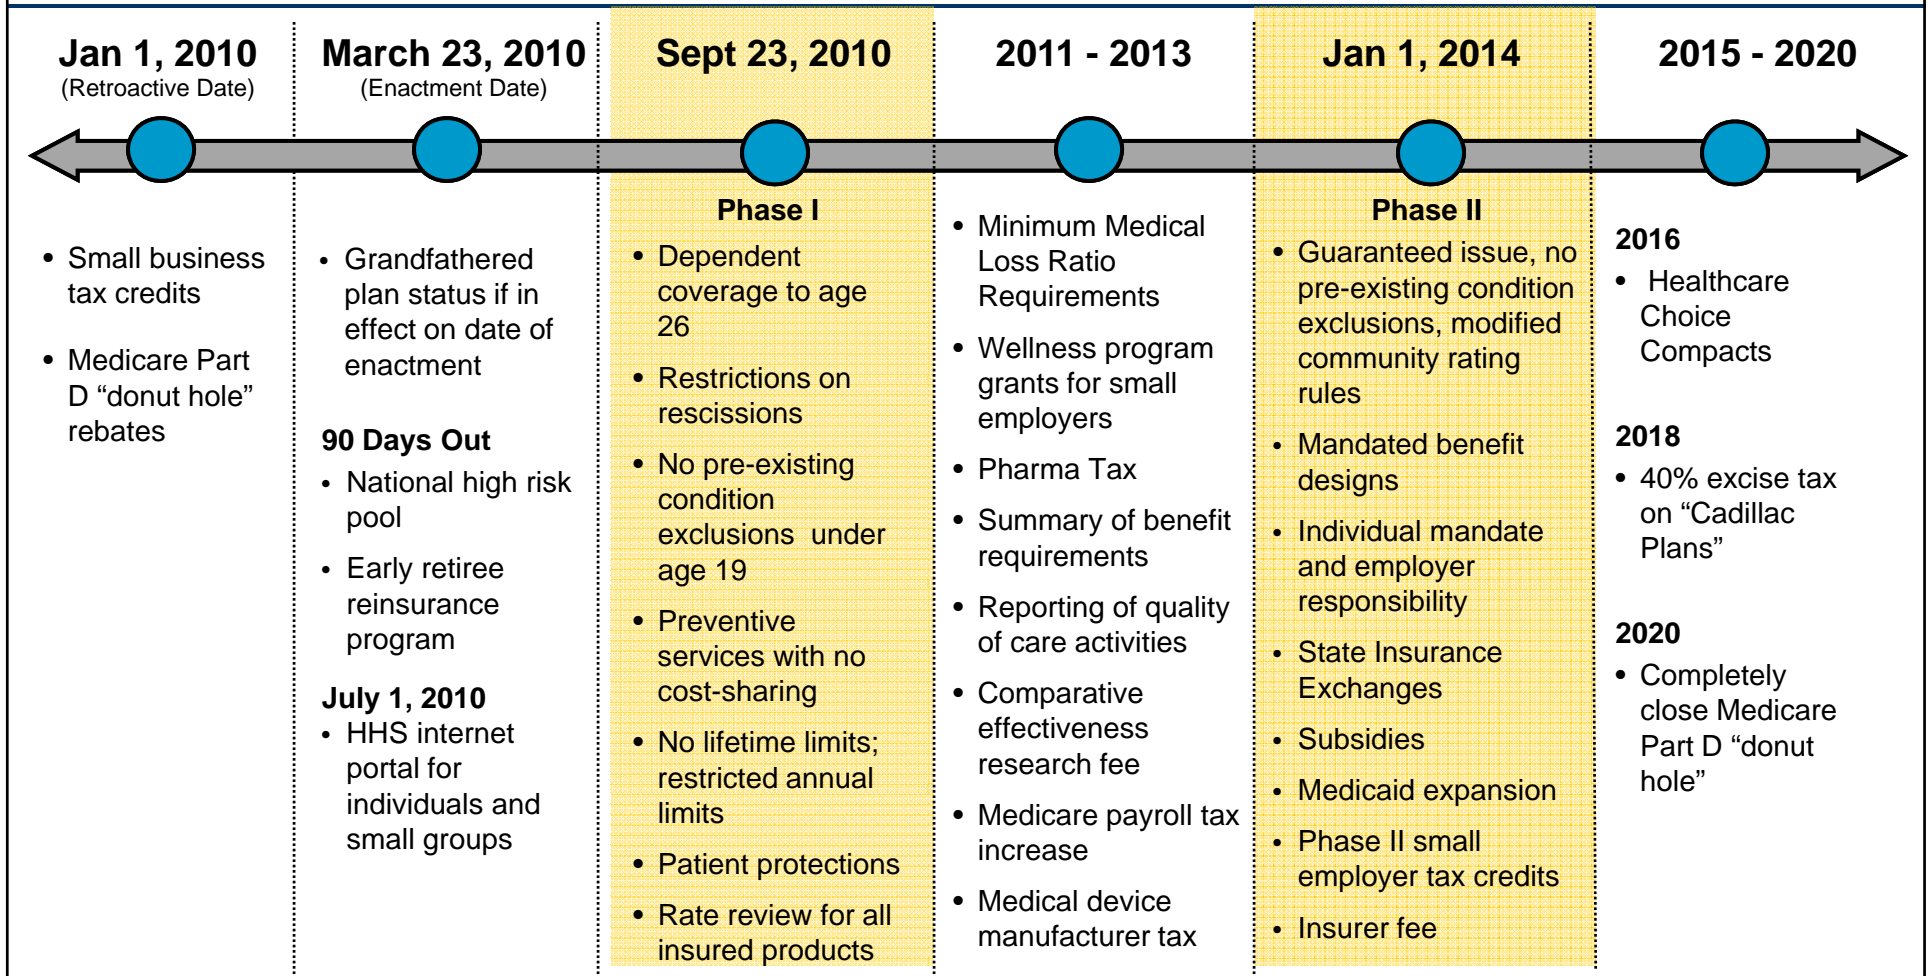 Jan 1, 2010
(Retroactive Date)
• Small business
tax credits
• Medicare Part
D “donut hole”
rebates
March 23, 2010
(Enactment Date)
• Grandfathered
plan status if in
effect on date of
enactment
90 Days Out
• National high risk
pool
• Early retiree
reinsurance
program
July 1, 2010
• HHS internet
portal for
individuals and
small groups
Sept 23, 2010
Phase I
• Dependent
coverage to age
26
• Restrictions on
rescissions
• No pre-existing
condition
exclusions under
age 19
• Preventive
services with no
cost-sharing
• No lifetime limits;
restricted annual
limits
• Patient protections
• Rate review for all
insured products
2011 - 2013
• Minimum Medical
Loss Ratio
Requirements
• Wellness program
grants for small
employers
• Pharma Tax
• Summary of benefit
requirements
• Reporting of quality
of care activities
• Comparative
effectiveness
research fee
• Medicare payroll tax
increase
• Medical device
manufacturer tax
Jan 1, 2014
Phase II
• Guaranteed issue, no
pre-existing condition
exclusions, modified
community rating
rules
• Mandated benefit
designs
• Individual mandate
and employer
responsibility
• State Insurance
Exchanges
• Subsidies
• Medicaid expansion
• Phase II small
employer tax credits
• Insurer fee
2015 - 2020
2016
• Healthcare
Choice
Compacts
2018
• 40% excise tax
on “Cadillac
Plans”
2020
• Completely
close Medicare
Part D “donut
hole”